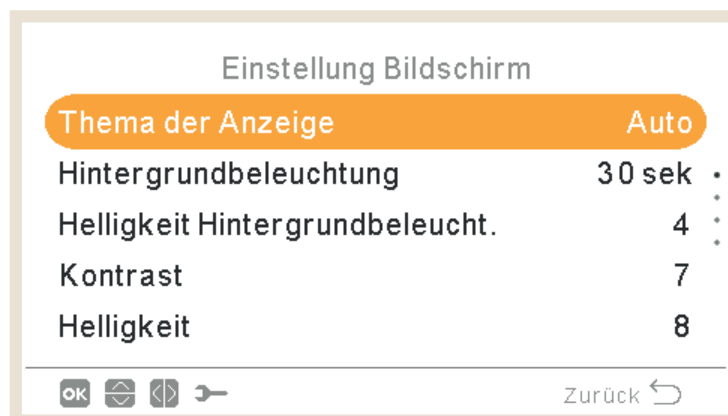 Einstellung Bildschirm
Thema der Anzeige Auto
Hintergrundbeleuchtung 30 sek
Helligkeit Hintergrundbeleucht. 4
Kontrast 7
Helligkeit 8
OK Zurück